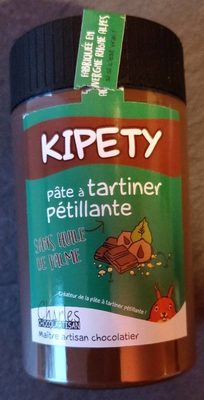 FABRIQUÉE EN
AUVERGNE RHÔNE ALPES
KIPETY
pâte à tartiner
pétillante
SANS HUILE
DE PALME
Créateur de la pâte à tartiner pétillante !
CHOCOLARTISAN
Maître artisan chocolatier